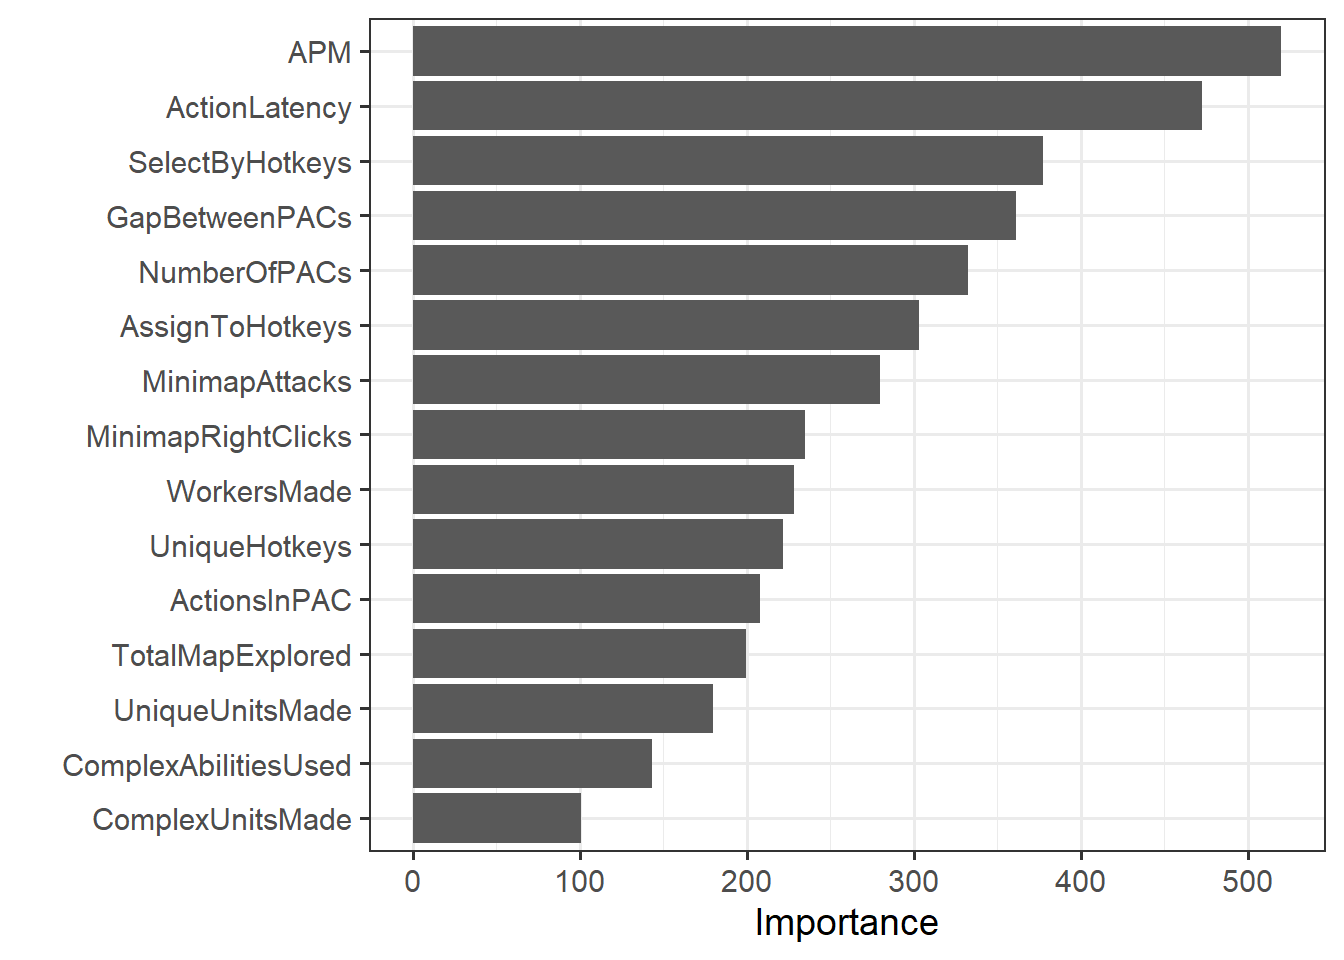 APM
ActionLatency
SelectByHotkeys
GapBetweenPACs
NumberOfPACs
AssignToHotkeys
MinimapAttacks
MinimapRightClicks
WorkersMade
UniqueHotkeys
ActionsInPAC
TotalMapExplored
UniqueUnitsMade
ComplexAbilitiesUsed
ComplexUnitsMade
0 100 200 300 400 500
Importance